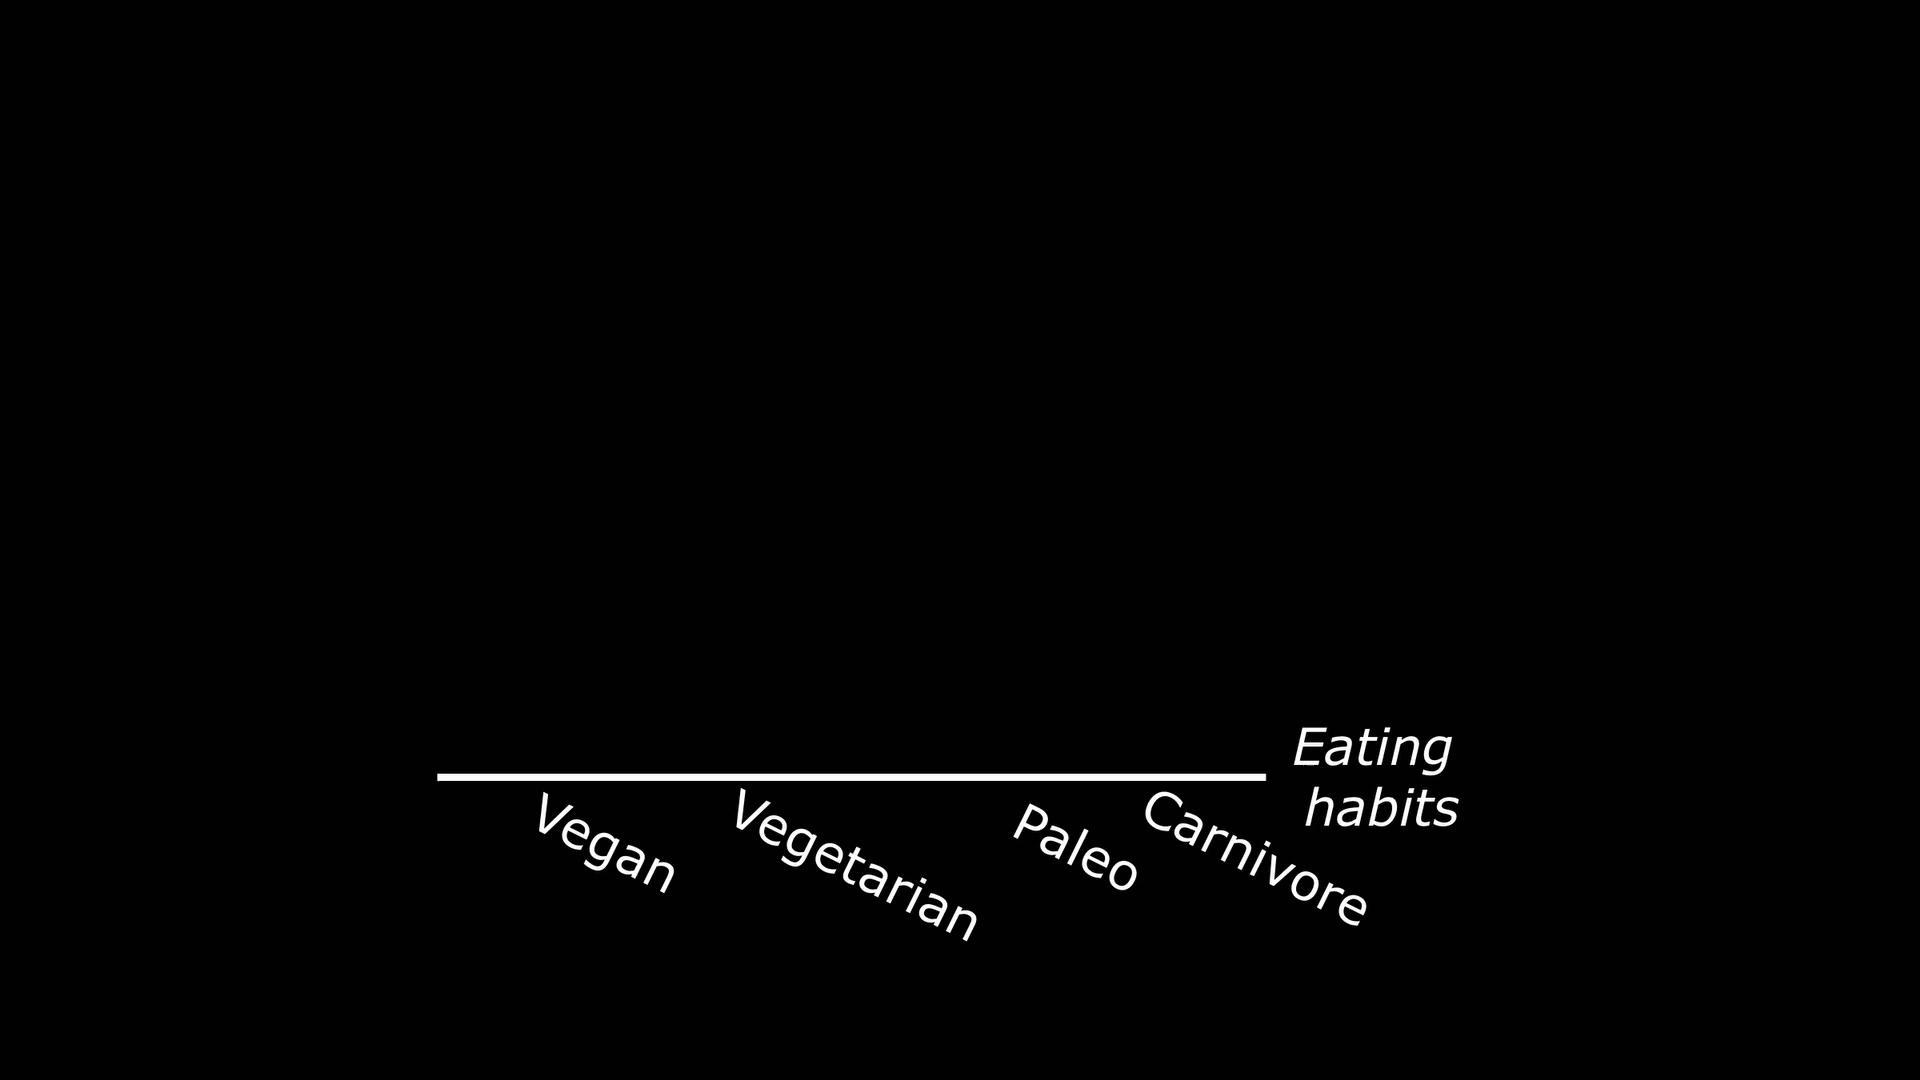 Eating
habits
Vegan
Vegetarian
Paleo
Carnivore